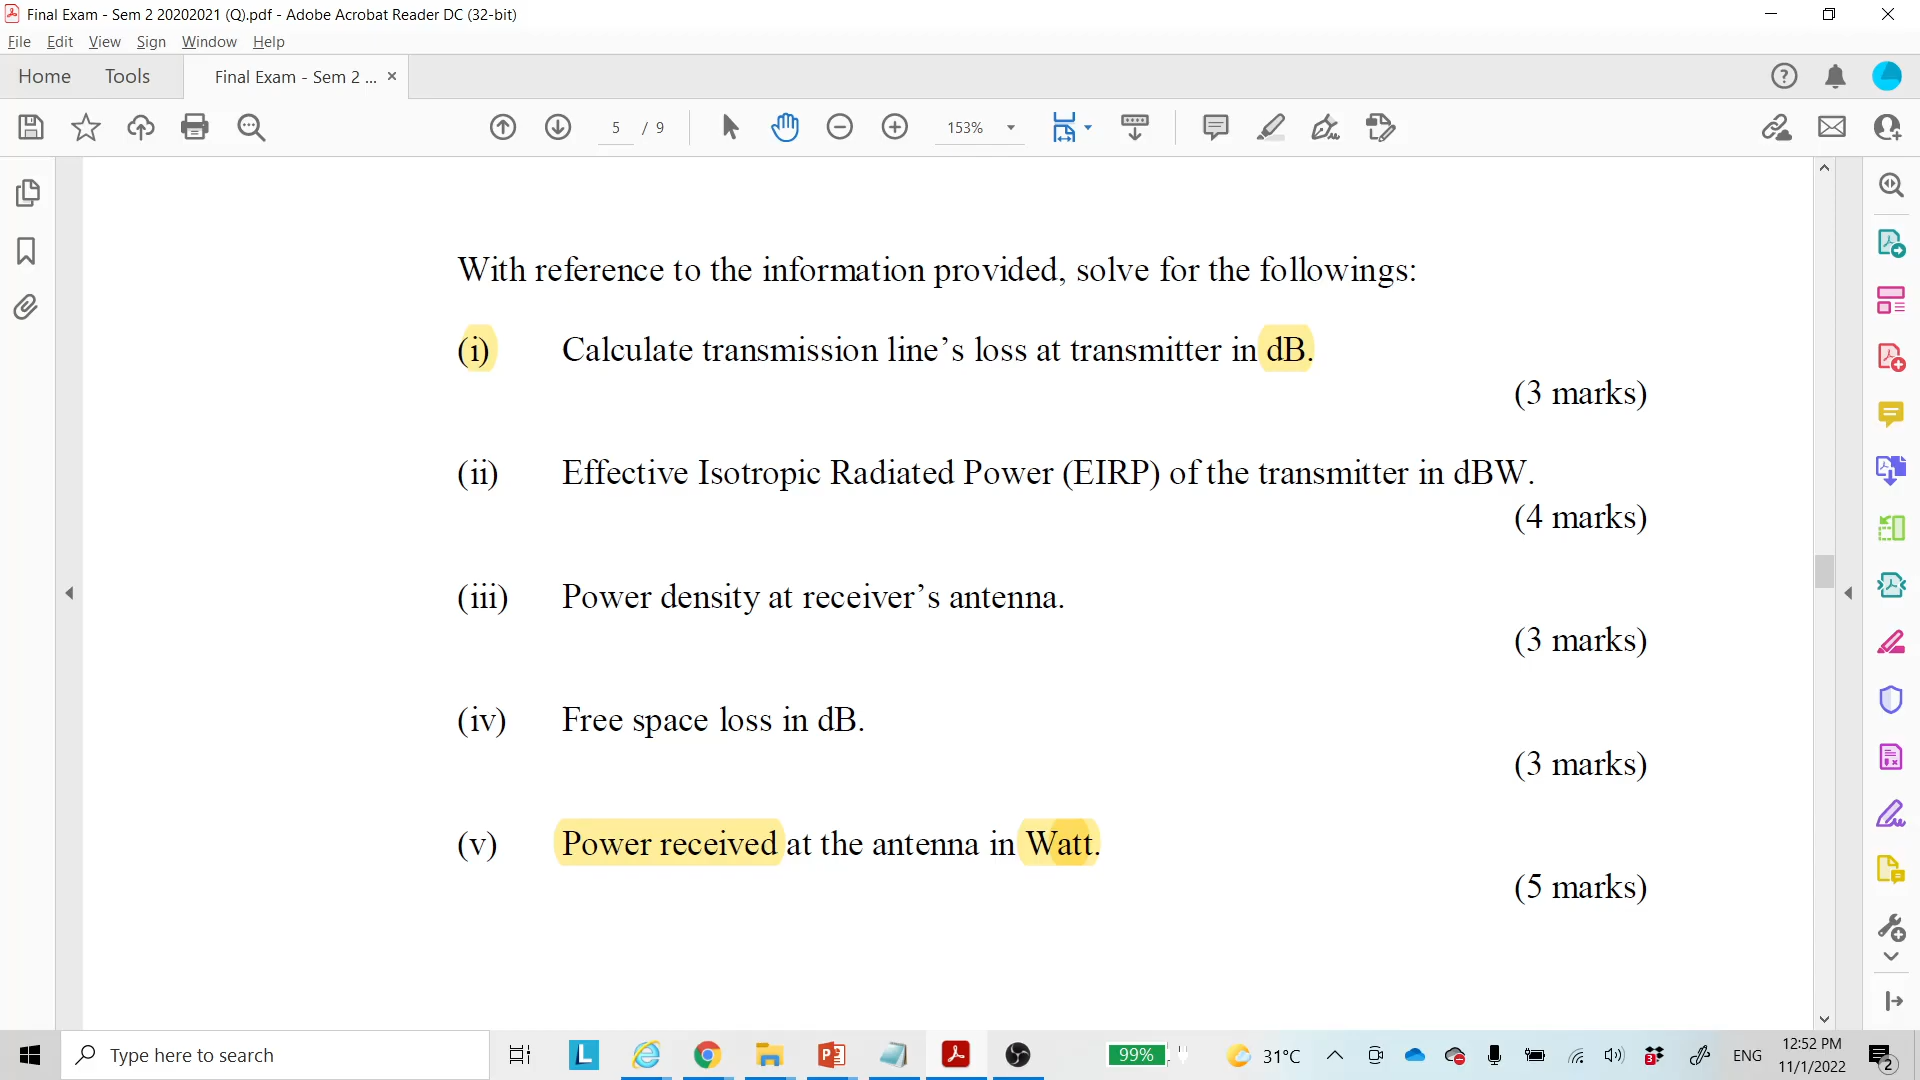 Final Exam - Sem 2 20202021 (Q).pdf - Adobe Acrobat Reader DC (32-bit)
File Edit View Sign Window Help
Home Tools Final Exam - Sem 2 ... ×
5 / 9 153%
With reference to the information provided, solve for the followings:
(i) Calculate transmission line’s loss at transmitter in dB.
(3 marks)
(ii) Effective Isotropic Radiated Power (EIRP) of the transmitter in dBW.
(4 marks)
(iii) Power density at receiver’s antenna.
(3 marks)
(iv) Free space loss in dB.
(3 marks)
(v) Power received at the antenna in Watt.
(5 marks)
Type here to search
99% 31°C ENG
12:52 PM
11/1/2022
2